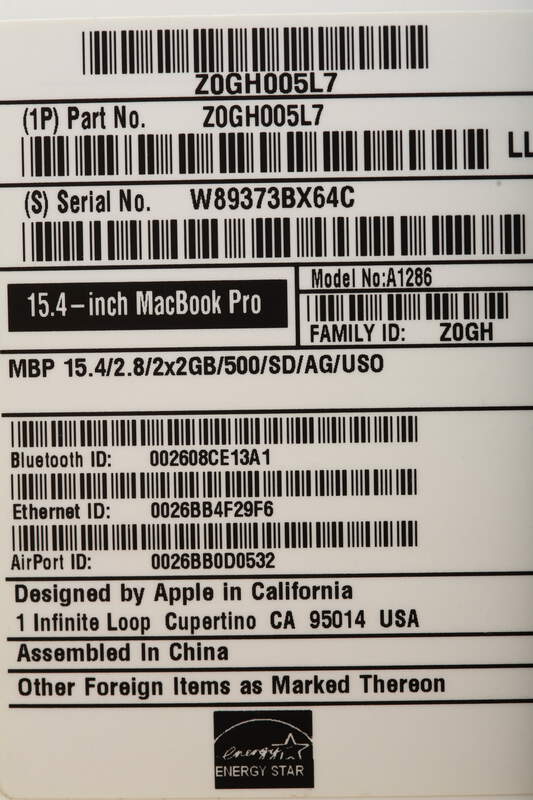 Z0GH005L7
(1P) Part No. Z0GH005L7
LL
(S) Serial No. W89373BX64C
15.4-inch MacBook Pro
Model No:A1286
FAMILY ID: Z0GH
MBP 15.4/2.8/2x2GB/500/SD/AG/USO
Bluetooth ID: 002608CE13A1
Ethernet ID: 0026BB4F29F6
AirPort ID: 0026BB0D0532
Designed by Apple in California
1 Infinite Loop Cupertino CA 95014 USA
Assembled In China
Other Foreign Items as Marked Thereon
energy
ENERGY STAR